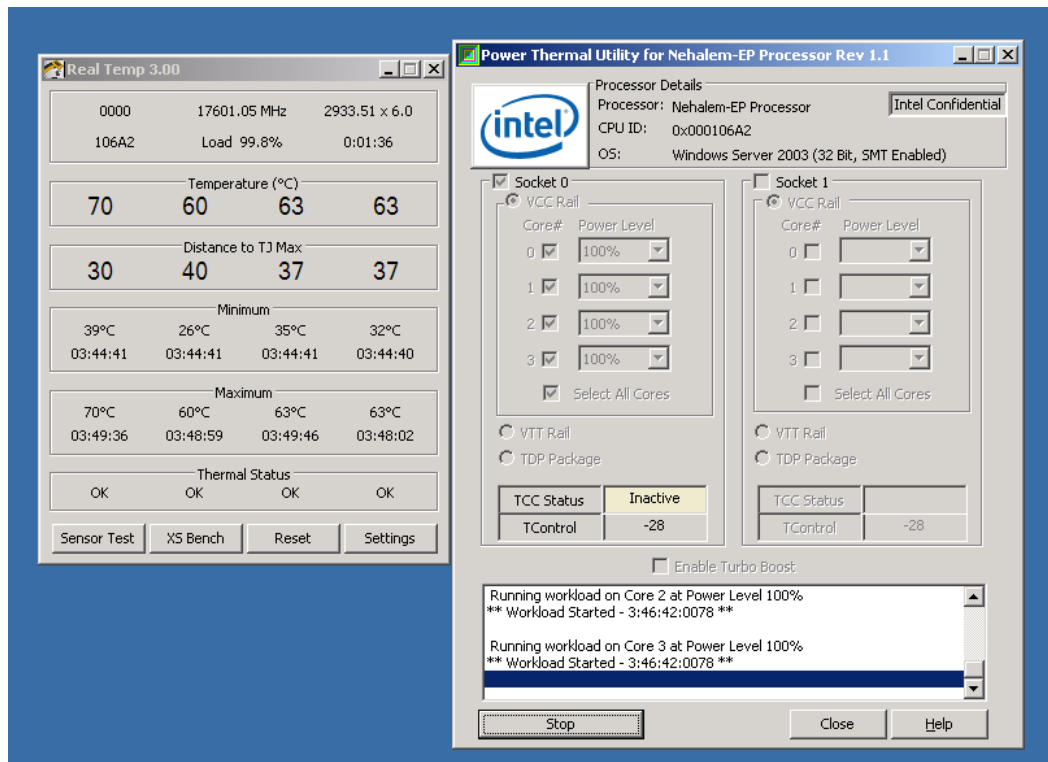 Real Temp 3.00
0000 17601.05 MHz 2933.51 x 6.0
106A2 Load 99.8% 0:01:36
Temperature (°C)
70 60 63 63
Distance to TJ Max
30 40 37 37
Minimum
39°C 26°C 35°C 32°C
03:44:41 03:44:41 03:44:41 03:44:40
Maximum
70°C 60°C 63°C 63°C
03:49:36 03:48:59 03:49:46 03:48:02
Thermal Status
OK OK OK OK
Sensor Test XS Bench Reset Settings
Power Thermal Utility for Nehalem-EP Processor Rev 1.1
intel
Processor Details
Processor: Nehalem-EP Processor Intel Confidential
CPU ID: 0x000106A2
OS: Windows Server 2003 (32 Bit, SMT Enabled)
Socket 0
VCC Rail
Core# Power Level
0 100%
1 100%
2 100%
3 100%
Select All Cores
VTT Rail
TDP Package
TCC Status Inactive
TControl -28
Socket 1
VCC Rail
Core# Power Level
0
1
2
3
Select All Cores
VTT Rail
TDP Package
TCC Status
TControl -28
Enable Turbo Boost
Running workload on Core 2 at Power Level 100%
** Workload Started - 3:46:42:0078 **
Running workload on Core 3 at Power Level 100%
** Workload Started - 3:46:42:0078 **
Stop Close Help